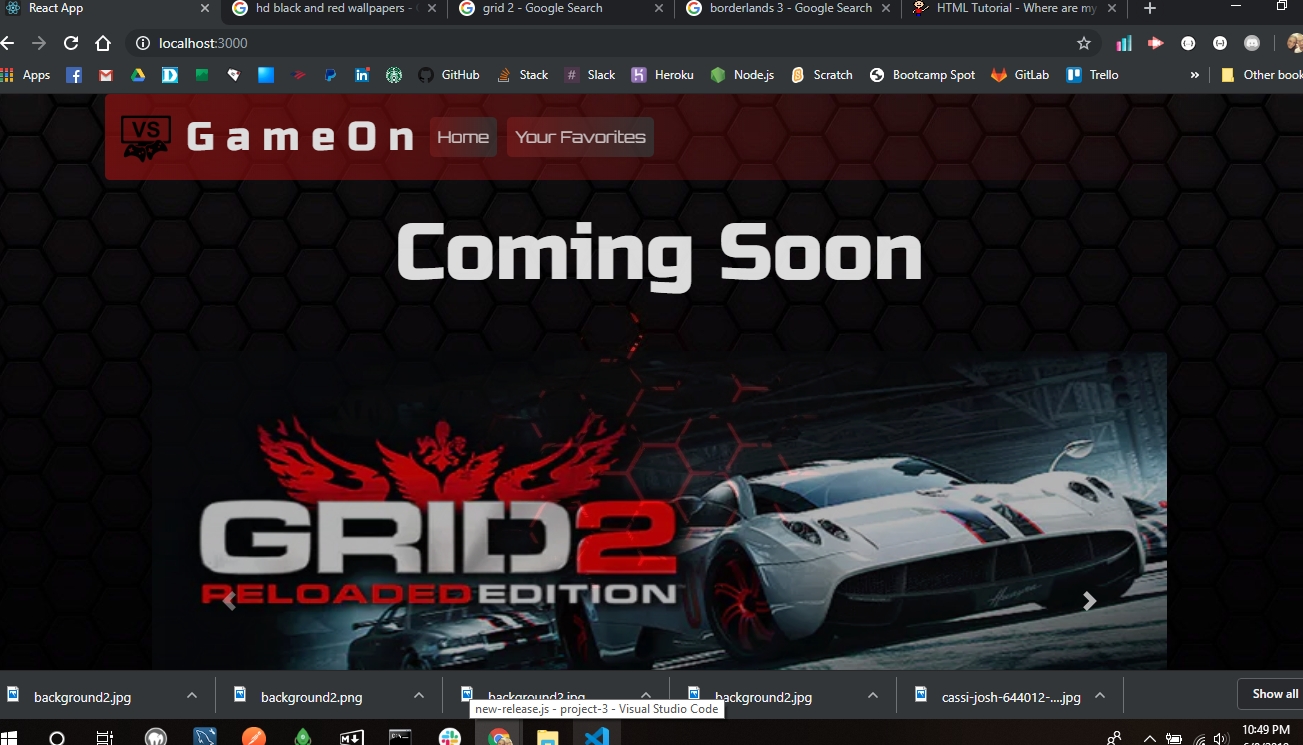 React App
hd black and red wallpapers -
grid 2 - Google Search
borderlands 3 - Google Search
HTML Tutorial - Where are my
localhost:3000
Apps
GitHub
Stack
Slack
Heroku
Node.js
Scratch
Bootcamp Spot
GitLab
Trello
»
Other book
VS
GameOn
Home
Your Favorites
Coming Soon
GRID2
RELOADED EDITION
background2.jpg
background2.png
background2.jpg
background2.jpg
cassi-josh-644012-....jpg
Show all
new-release.js - project-3 - Visual Studio Code
10:49 PM